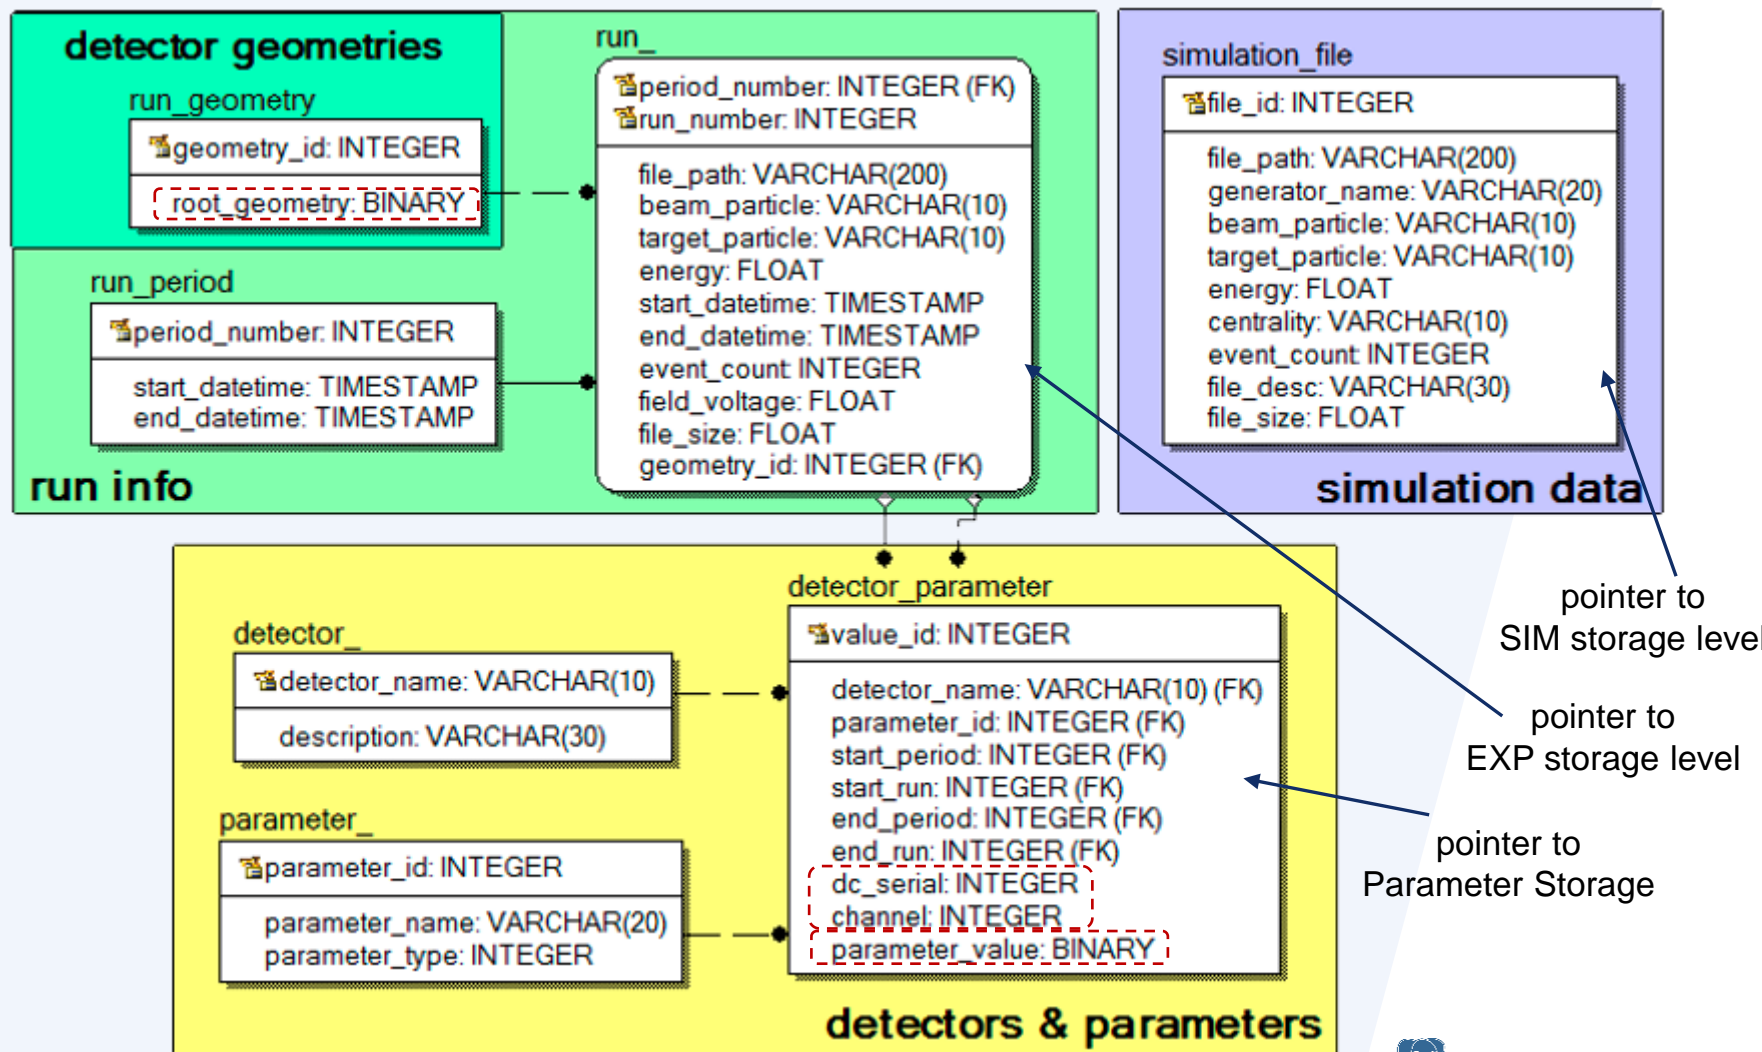 detector geometries
run_geometry
geometry_id: INTEGER
root_geometry: BINARY
run_period
period_number: INTEGER
start_datetime: TIMESTAMP
end_datetime: TIMESTAMP
run info
run_
period_number: INTEGER (FK)
run_number: INTEGER
file_path: VARCHAR(200)
beam_particle: VARCHAR(10)
target_particle: VARCHAR(10)
energy: FLOAT
start_datetime: TIMESTAMP
end_datetime: TIMESTAMP
event_count: INTEGER
field_voltage: FLOAT
file_size: FLOAT
geometry_id: INTEGER (FK)
simulation_file
file_id: INTEGER
file_path: VARCHAR(200)
generator_name: VARCHAR(20)
beam_particle: VARCHAR(10)
target_particle: VARCHAR(10)
energy: FLOAT
centrality: VARCHAR(10)
event_count: INTEGER
file_desc: VARCHAR(30)
file_size: FLOAT
simulation data
pointer to
SIM storage level
pointer to
EXP storage level
pointer to
Parameter Storage
detector_
detector_name: VARCHAR(10)
description: VARCHAR(30)
parameter_
parameter_id: INTEGER
parameter_name: VARCHAR(20)
parameter_type: INTEGER
detector_parameter
value_id: INTEGER
detector_name: VARCHAR(10) (FK)
parameter_id: INTEGER (FK)
start_period: INTEGER (FK)
start_run: INTEGER (FK)
end_period: INTEGER (FK)
end_run: INTEGER (FK)
dc_serial: INTEGER
channel: INTEGER
parameter_value: BINARY
detectors & parameters